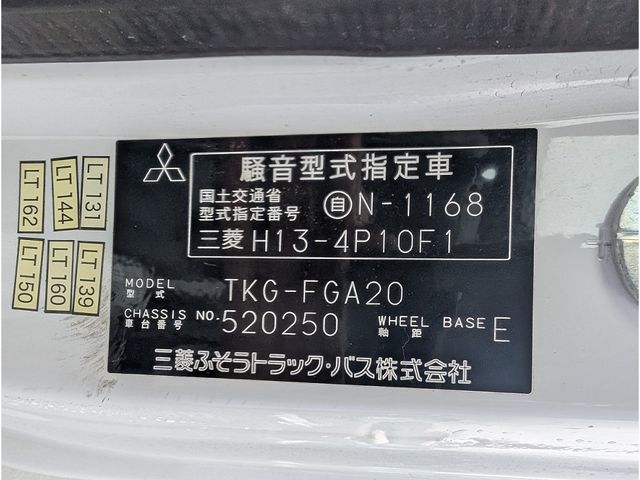 騒音型式指定車
国土交通省
型式指定番号 自N-1168
三菱 H13-4P10F1
MODEL
型式 TKG-FGA20
CHASSIS NO.
車台番号 520250 WHEEL BASE
軸距 E
三菱ふそうトラック・バス株式会社
LT 162
LT 144
LT 131
LT 150
LT 160
LT 139